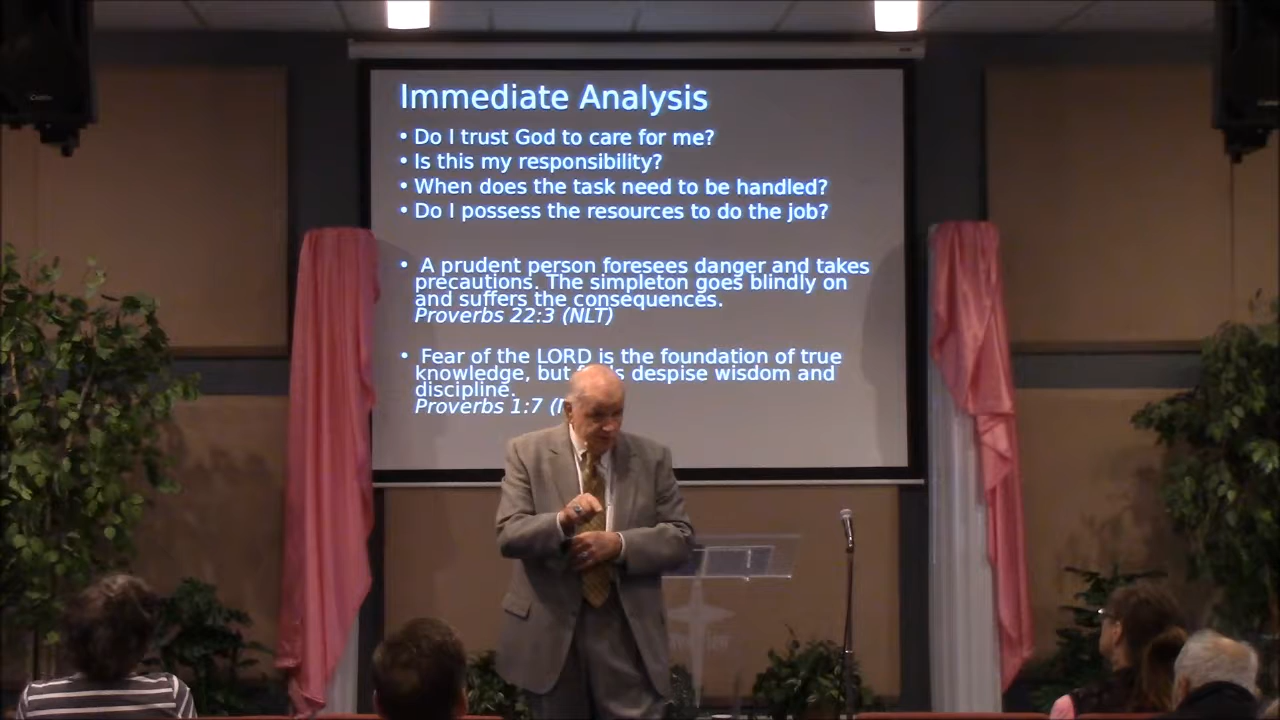 Immediate Analysis
• Do I trust God to care for me?
• Is this my responsibility?
• When does the task need to be handled?
• Do I possess the resources to do the job?
• A prudent person foresees danger and takes
precautions. The simpleton goes blindly on
and suffers the consequences.
Proverbs 22:3 (NLT)
• Fear of the LORD is the foundation of true
knowledge, but despise wisdom and
discipline.
Proverbs 1:7